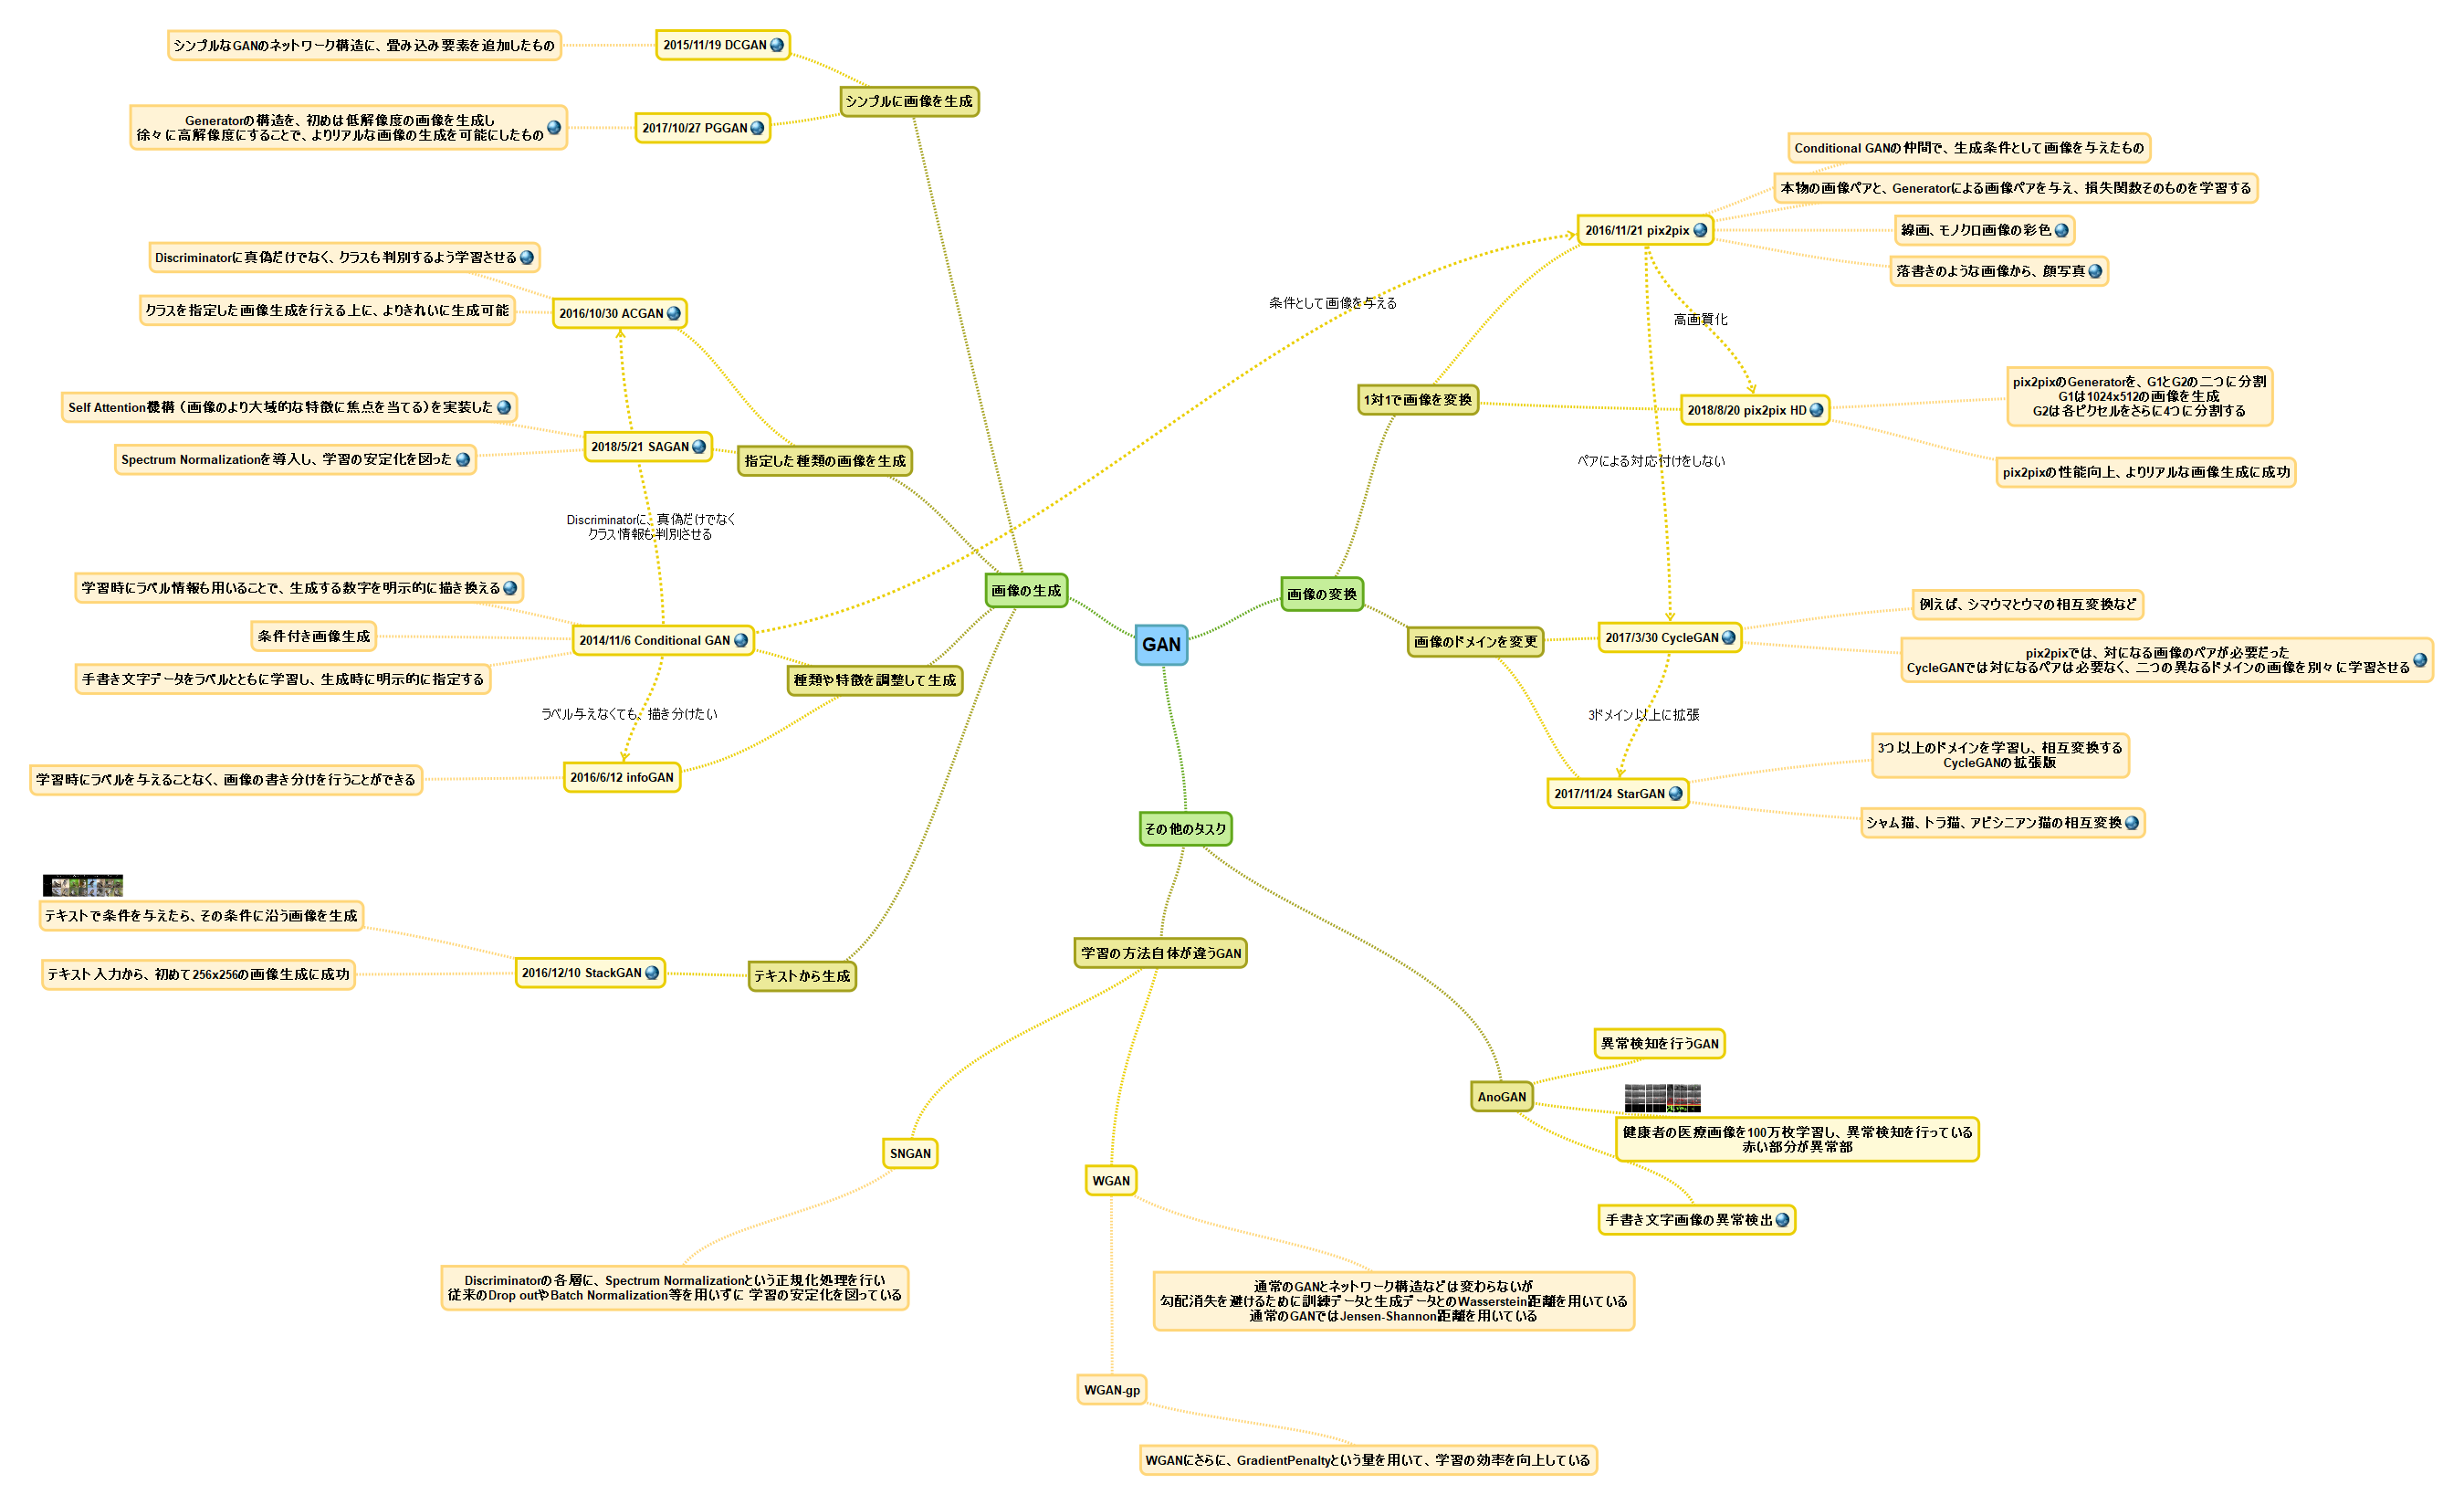 GAN
画像の生成
シンプルに画像を生成
2015/11/19 DCGAN
シンプルなGANのネットワーク構造に、畳み込み要素を追加したもの
2017/10/27 PGGAN
Generatorの構造を、初めは低解像度の画像を生成し
徐々に高解像度にすることで、よりリアルな画像の生成を可能にしたもの
指定した種類の画像を生成
2016/10/30 ACGAN
Discriminatorに真偽だけでなく、クラスも判別するよう学習させる
クラスを指定した画像生成を行える上に、よりきれいに生成可能
2018/5/21 SAGAN
Self Attention機構（画像のより大域的な特徴に焦点を当てる）を実装した
Spectrum Normalizationを導入し、学習の安定化を図った
Discriminatorに、真偽だけでなく
クラス情報も判別させる
種類や特徴を調整して生成
2014/11/6 Conditional GAN
学習時にラベル情報も用いることで、生成する数字を明示的に描き換える
条件付き画像生成
手書き文字データをラベルとともに学習し、生成時に明示的に指定する
ラベル与えなくても、描き分けたい
2016/6/12 infoGAN
学習時にラベルを与えることなく、画像の書き分けを行うことができる
テキストから生成
2016/12/10 StackGAN
テキストで条件を与えたら、その条件に沿う画像を生成
テキスト入力から、初めて256x256の画像生成に成功
条件として画像を与える
画像の変換
1対1で画像を変換
2016/11/21 pix2pix
Conditional GANの仲間で、生成条件として画像を与えたもの
本物の画像ペアと、Generatorによる画像ペアを与え、損失関数そのものを学習する
線画、モノクロ画像の彩色
落書きのような画像から、顔写真
高画質化
2018/8/20 pix2pix HD
pix2pixのGeneratorを、G1とG2の二つに分割
G1は1024x512の画像を生成
G2は各ピクセルをさらに4つに分割する
pix2pixの性能向上、よりリアルな画像生成に成功
ペアによる対応付けをしない
画像のドメインを変更
2017/3/30 CycleGAN
例えば、シマウマとウマの相互変換など
pix2pixでは、対になる画像のペアが必要だった
CycleGANでは対になるペアは必要なく、二つの異なるドメインの画像を別々に学習させる
3ドメイン以上に拡張
2017/11/24 StarGAN
3つ以上のドメインを学習し、相互変換する
CycleGANの拡張版
シャム猫、トラ猫、アビシニアン猫の相互変換
その他のタスク
学習の方法自体が違うGAN
SNGAN
Discriminatorの各層に、Spectrum Normalizationという正規化処理を行い
従来のDrop outやBatch Normalization等を用いずに 学習の安定化を図っている
WGAN
通常のGANとネットワーク構造などは変わらないが
勾配消失を避けるために訓練データと生成データとのWasserstein距離を用いている
通常のGANではJensen-Shannon距離を用いている
WGAN-gp
WGANにさらに、GradientPenaltyという量を用いて、学習の効率を向上している
AnoGAN
異常検知を行うGAN
健康者の医療画像を100万枚学習し、異常検知を行っている
赤い部分が異常部
手書き文字画像の異常検出